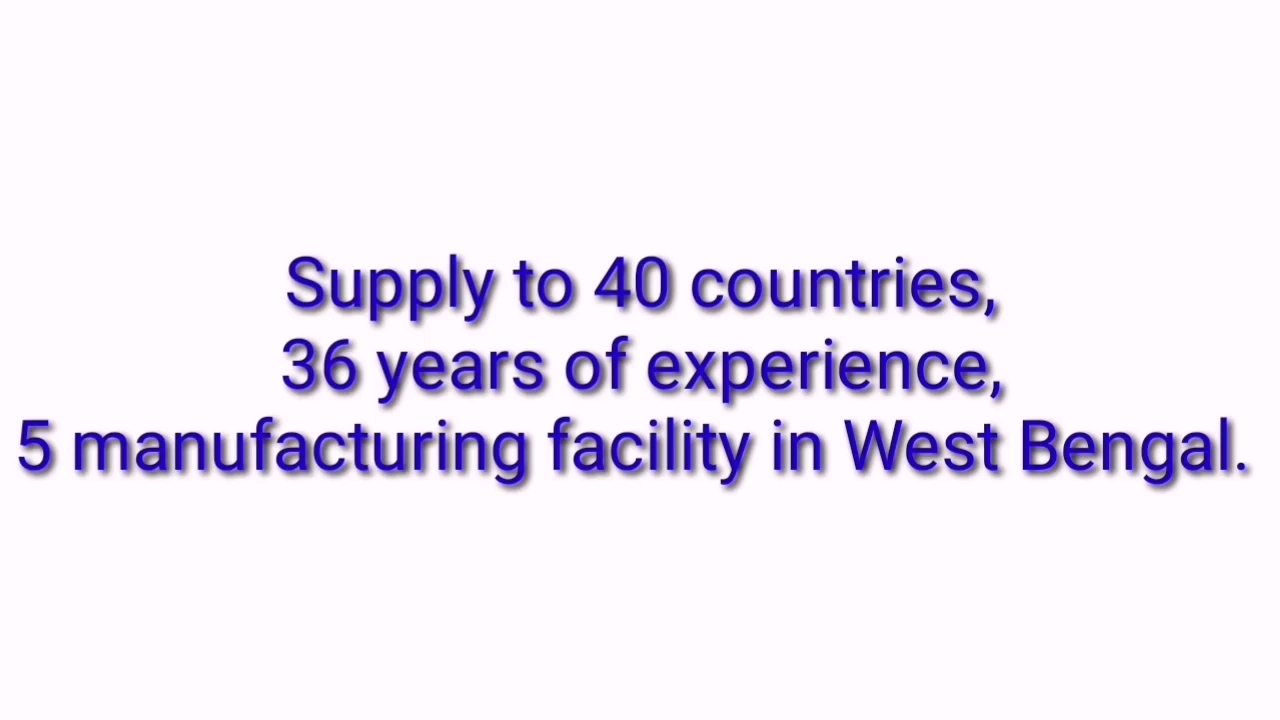 Supply to 40 countries,
36 years of experience,
5 manufacturing facility in West Bengal.